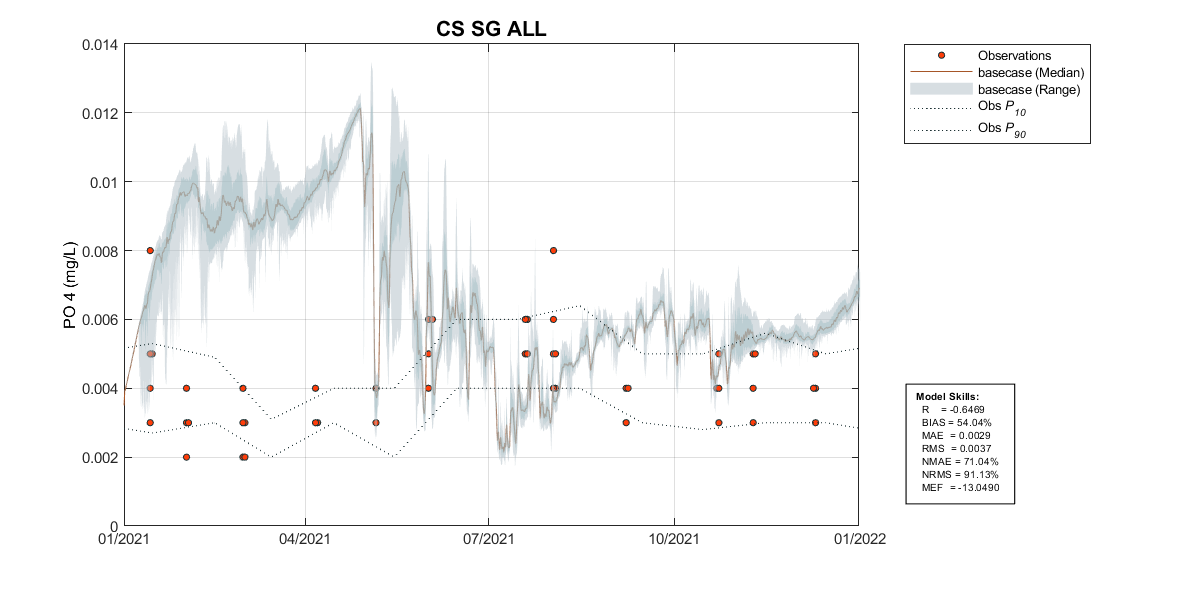 CS SG ALL
PO 4 (mg/L)
0.014
0.012
0.01
0.008
0.006
0.004
0.002
0
01/2021
04/2021
07/2021
10/2021
01/2022
Observations
basecase (Median)
basecase (Range)
Obs P10
Obs P90
Model Skills:
R = -0.6469
BIAS = 54.04%
MAE = 0.0029
RMS = 0.0037
NMAE = 71.04%
NRMS = 91.13%
MEF = -13.0490